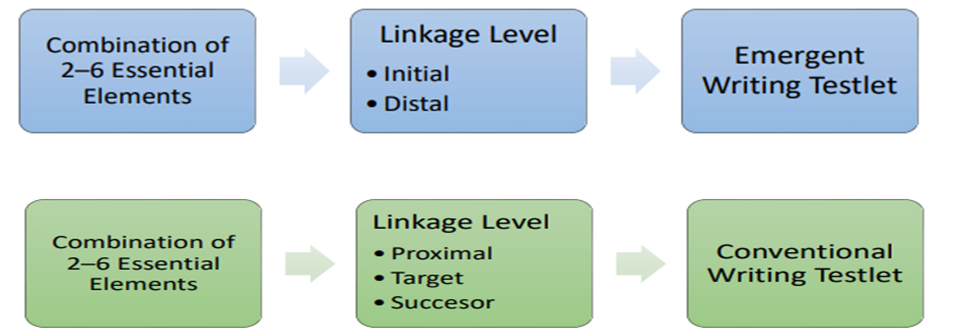 Combination of
2–6 Essential
Elements
Linkage Level
• Initial
• Distal
Emergent
Writing Testlet
Combination of
2–6 Essential
Elements
Linkage Level
• Proximal
• Target
• Succesor
Conventional
Writing Testlet